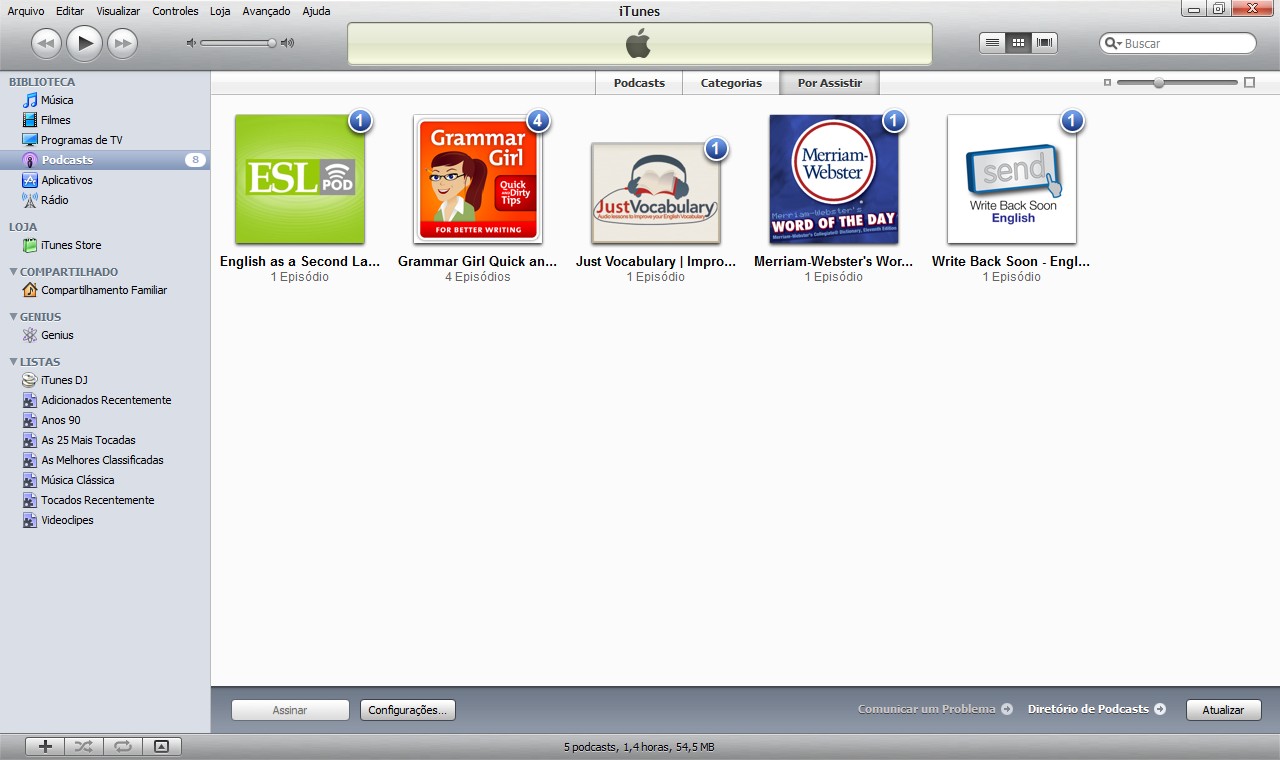 Arquivo Editar Visualizar Controles Loja Avançado Ajuda
iTunes
Buscar
BIBLIOTECA
Música
Filmes
Programas de TV
Podcasts 8
Aplicativos
Rádio
LOJA
iTunes Store
COMPARTILHADO
Compartilhamento Familiar
GENIUS
Genius
LISTAS
iTunes DJ
Adicionados Recentemente
Anos 90
As 25 Mais Tocadas
As Melhores Classificadas
Música Clássica
Tocados Recentemente
Videoclipes
Podcasts Categorias Por Assistir
1
ESL POD
English as a Second La...
1 Episódio
4
Grammar
Girl
Quick
and
Dirty
Tips
FOR BETTER WRITING
Grammar Girl Quick an...
4 Episódios
1
JustVocabulary
Audio lessons to improve your English Vocabulary
Just Vocabulary | Impro...
1 Episódio
1
Merriam-
Webster
Merriam-Webster's
WORD OF THE DAY
Merriam-Webster's Collegiate Dictionary, Eleventh Edition
Merriam-Webster's Wor...
1 Episódio
1
send
Write Back Soon
English
Write Back Soon - Engl...
1 Episódio
Assinar Configurações... Comunicar um Problema Diretório de Podcasts Atualizar
5 podcasts, 1,4 horas, 54,5 MB